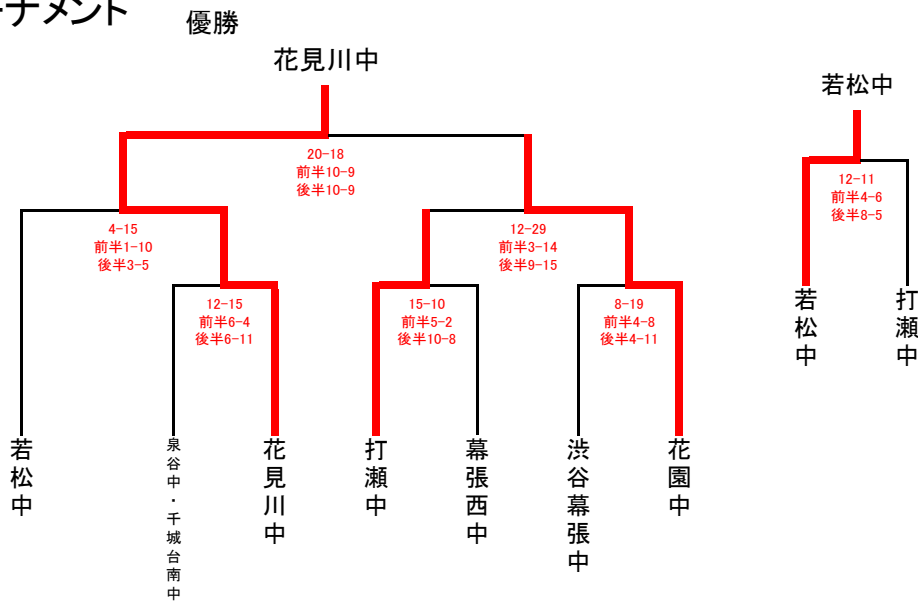 ーナメント
優勝
花見川中
若松中
20-18
前半10-9
後半10-9
12-11
前半4-6
後半8-5
4-15
前半1-10
後半3-5
12-29
前半3-14
後半9-15
12-15
前半6-4
後半6-11
15-10
前半5-2
後半10-8
8-19
前半4-8
後半4-11
若松中
打瀬中
若松中
泉谷中・千城台南中
花見川中
打瀬中
幕張西中
渋谷幕張中
花園中